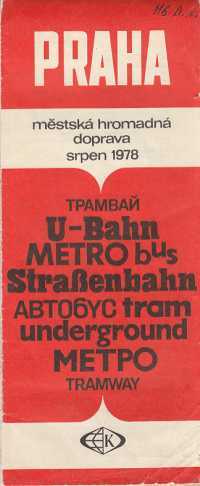 PRAHA
městská hromadná
doprava
srpen 1978
ТРАМВАЙ
U-Bahn
METRO bus
Straßenbahn
АВТОБУС tram
underground
МЕТРО
TRAMWAY
K